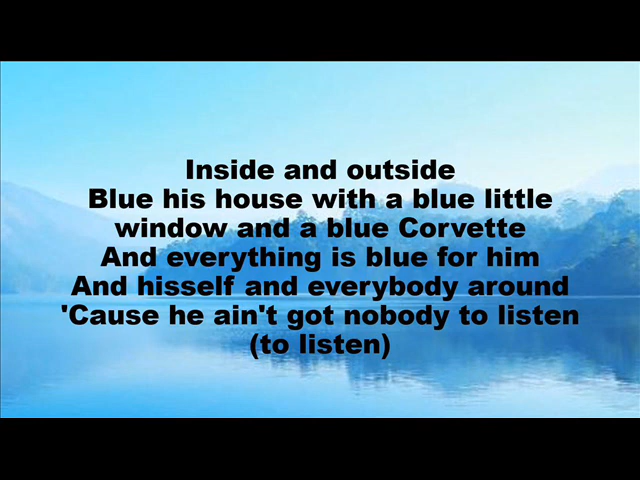 Inside and outside
Blue his house with a blue little
window and a blue Corvette
And everything is blue for him
And hisself and everybody around
'Cause he ain't got nobody to listen
(to listen)